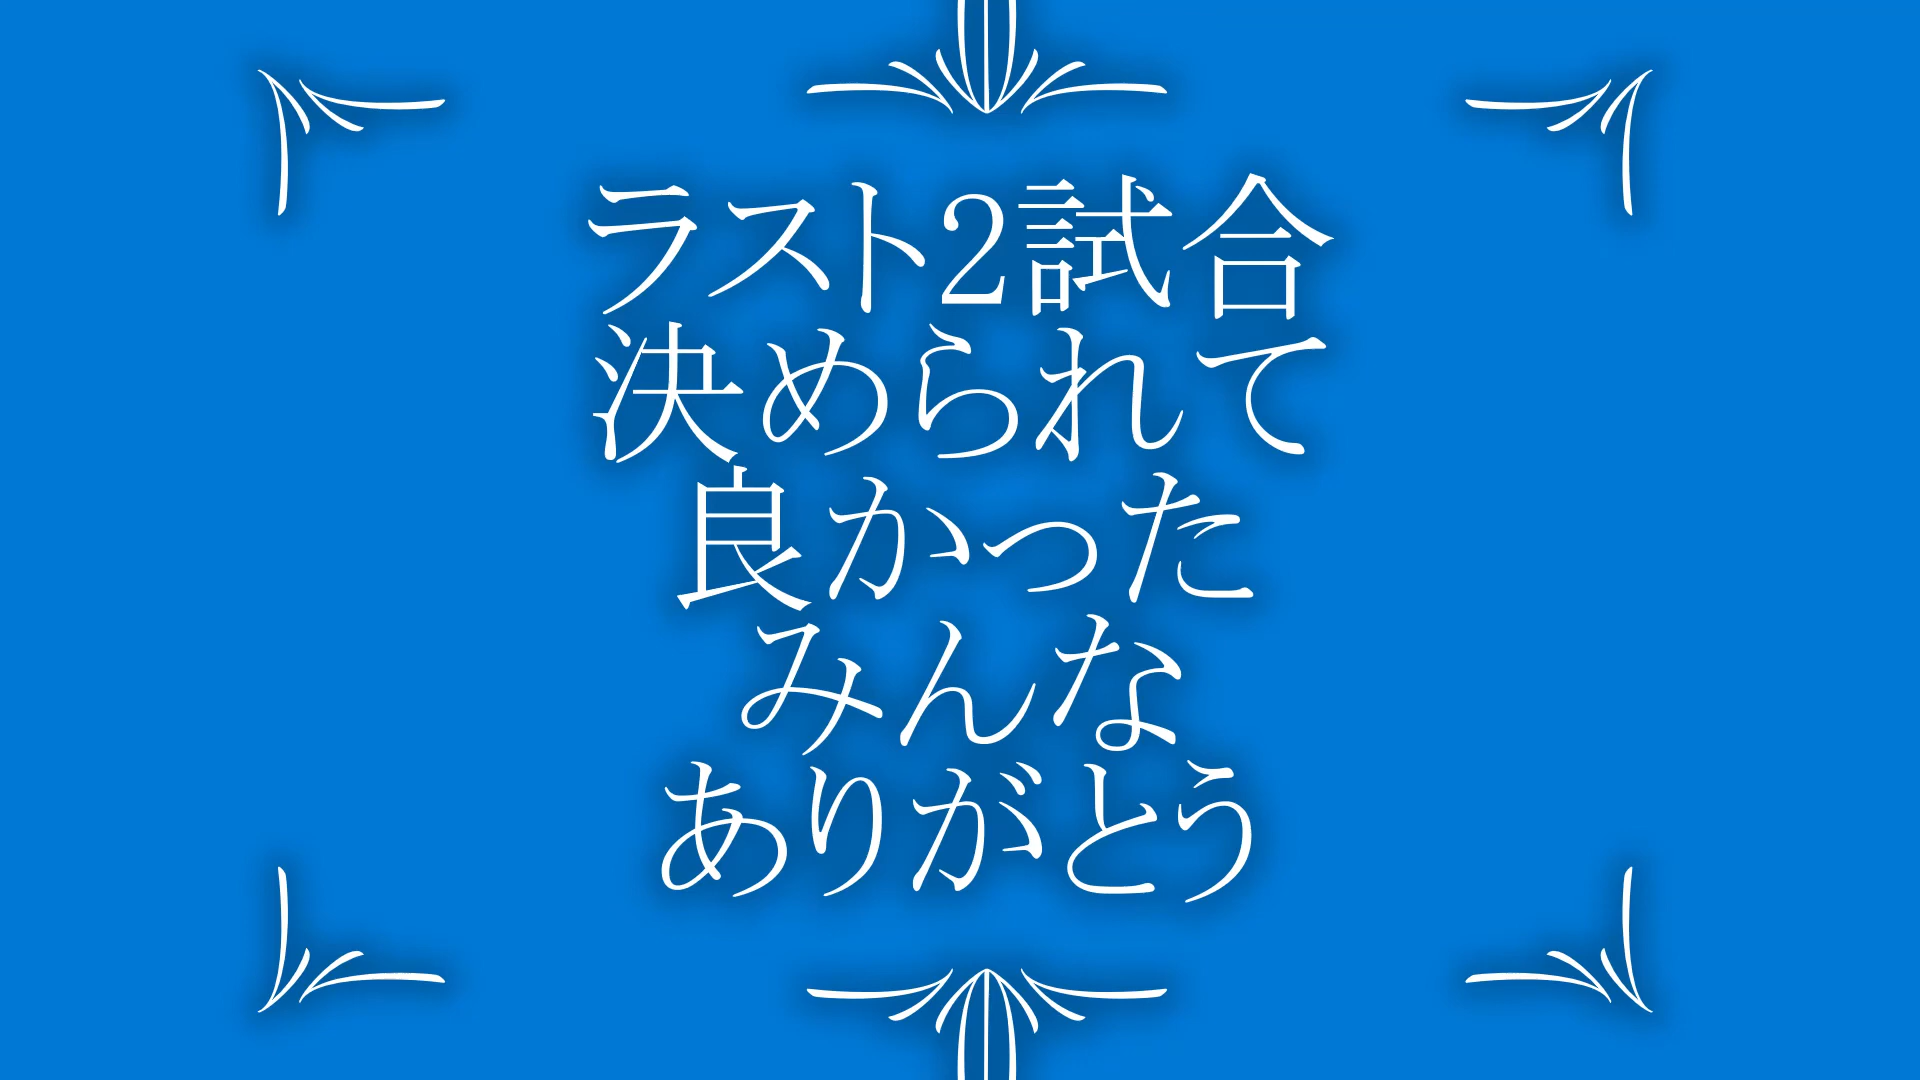 ラスト2試合
決められて
良かった
みんな
ありがとう